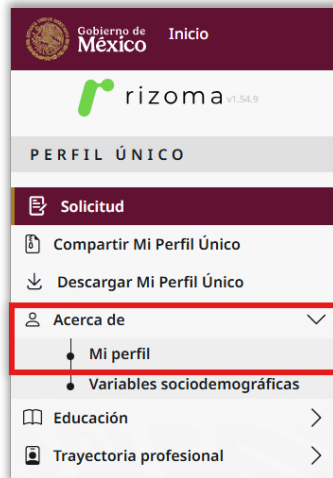 Gobierno de
México
Inicio
rizoma v1.54.9
PERFIL ÚNICO
Solicitud
Compartir Mi Perfil Único
Descargar Mi Perfil Único
Acerca de
Mi perfil
Variables sociodemográficas
Educación
Trayectoria profesional